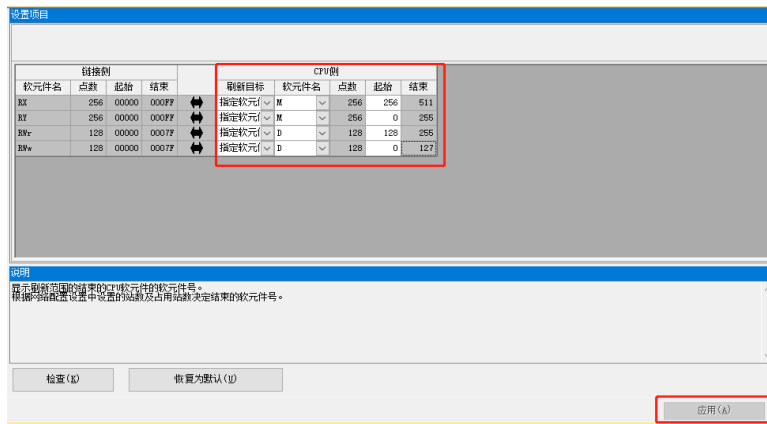 设置项目
链接侧 CPU侧
软元件名 点数 起始 结束 刷新目标 软元件名 点数 起始 结束
RX 256 00000 000FF 指定软元件 M 256 256 511
RY 256 00000 000FF 指定软元件 M 256 0 255
RWr 128 00000 0007F 指定软元件 D 128 128 255
RWw 128 00000 0007F 指定软元件 D 128 0 127
说明
显示刷新范围的结束的CPU软元件的软元件号。
根据网络配置设置中设置的站数及占用站数决定结束的软元件号。
检查(K) 恢复为默认(U)
应用(A)